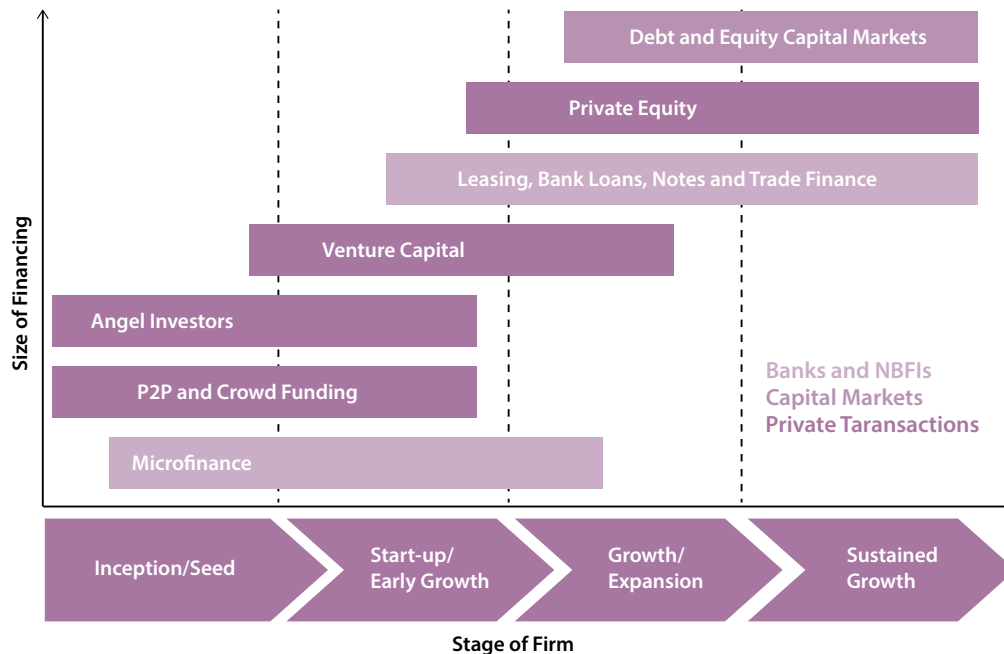 Debt and Equity Capital Markets
Private Equity
Leasing, Bank Loans, Notes and Trade Finance
Venture Capital
Angel Investors
P2P and Crowd Funding
Microfinance
Size of Financing
Banks and NBFIs
Capital Markets
Private Taransactions
Inception/Seed
Start-up/
Early Growth
Growth/
Expansion
Sustained
Growth
Stage of Firm